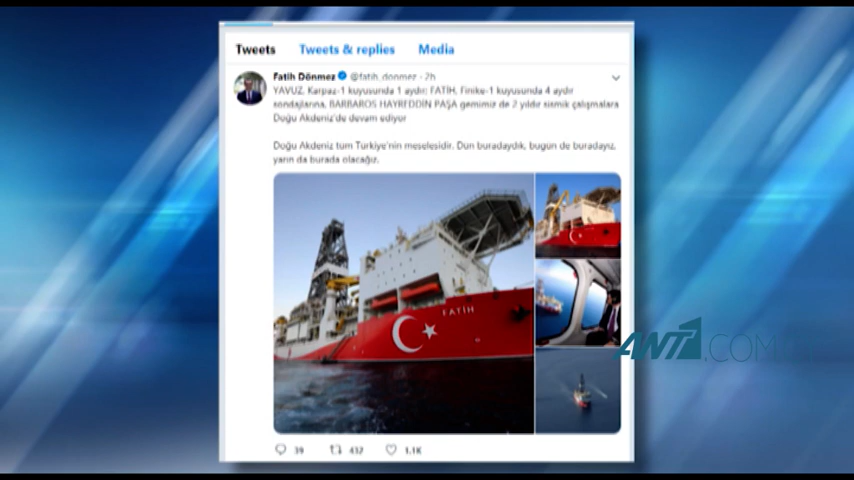 Tweets Tweets & replies Media
Fatih Dönmez @fatih_donmez · 2h
YAVUZ, Karpaz-1 kuyusunda 1 aydır; FATİH, Finike-1 kuyusunda 4 aydır
sondajlarına, BARBAROS HAYREDDİN PAŞA gemimiz de 2 yıldır sismik çalışmalara
Doğu Akdeniz'de devam ediyor
Doğu Akdeniz tüm Türkiye'nin meselesidir. Dün buradaydık, bugün de buradayız,
yarın da burada olacağız.
FATİH
ANT1.COM
39 432 1.1K